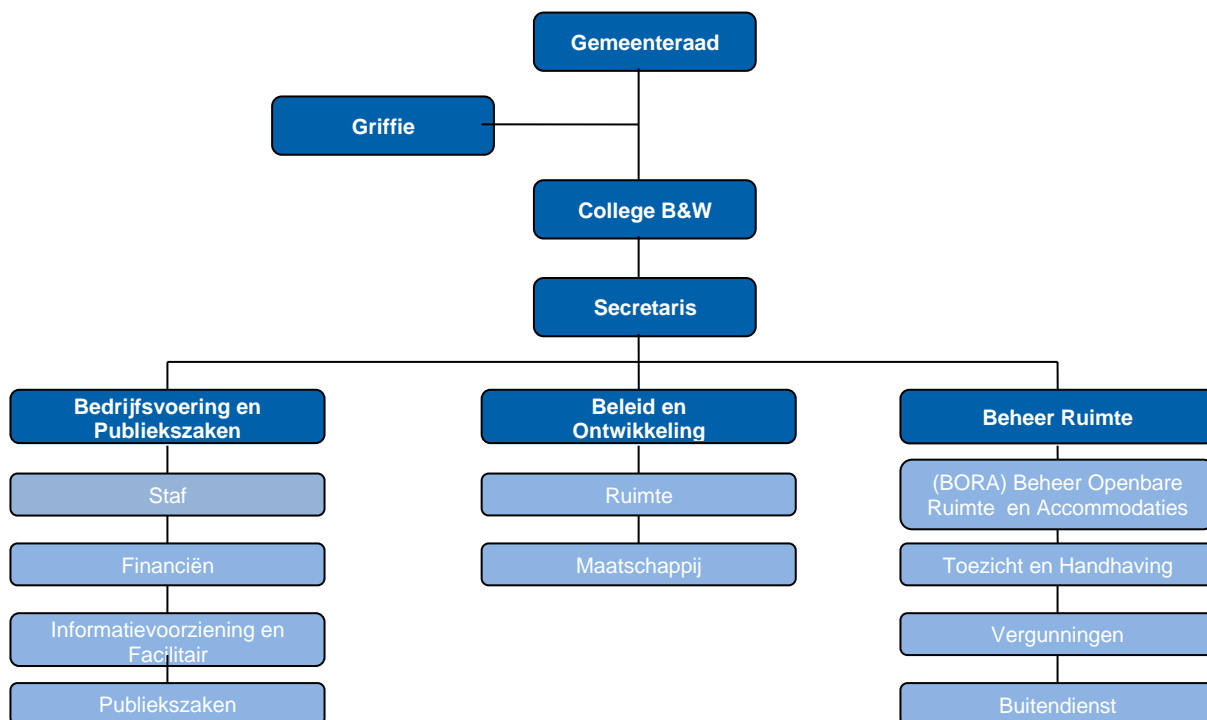 Gemeenteraad
Griffie
College B&W
Secretaris
Bedrijfsvoering en
Publiekszaken
Beleid en
Ontwikkeling
Beheer Ruimte
Staf
Ruimte
(BORA) Beheer Openbare
Ruimte en Accommodaties
Financiën
Maatschappij
Toezicht en Handhaving
Informatievoorziening en
Facilitair
Vergunningen
Publiekszaken
Buitendienst